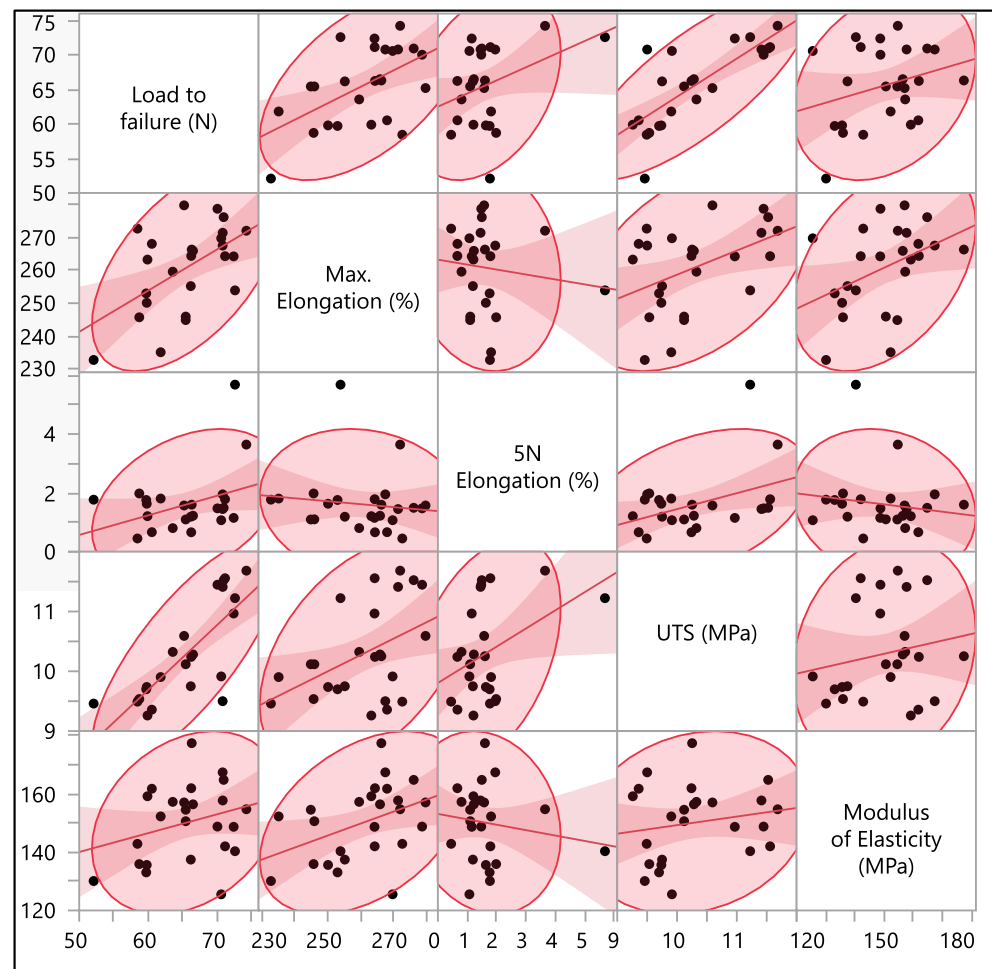 75
70
65
60
55
50
Load to
failure (N)
270
260
250
240
230
Max.
Elongation (%)
4
2
0
5N
Elongation (%)
11
10
9
UTS (MPa)
160
140
120
Modulus
of Elasticity
(MPa)
50 60 70 230 250 270 0 1 2 3 4 5 9 10 11 120 150 180